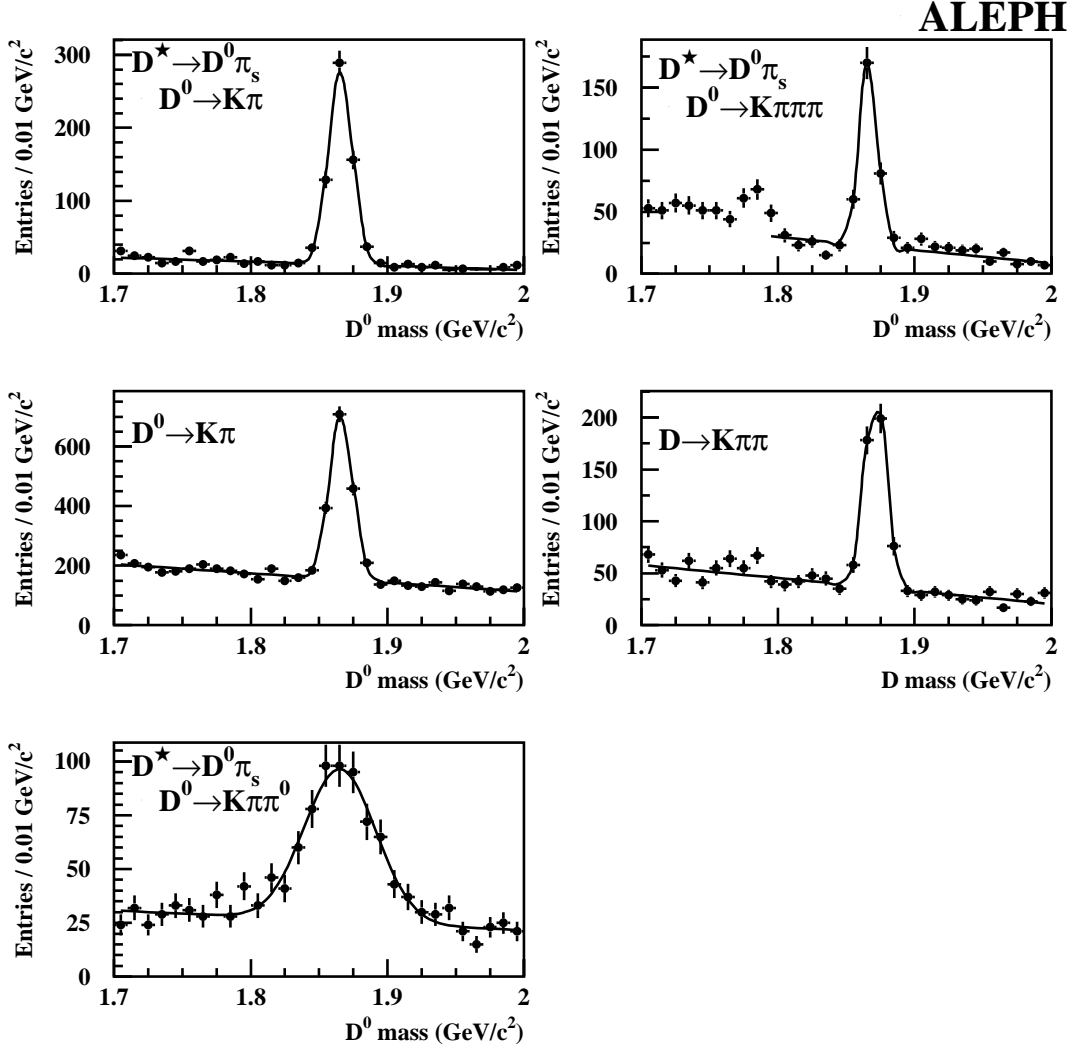 ALEPH
Entries / 0.01 GeV/c²
300
200
100
0
D★→D⁰πₛ
D⁰→Kπ
1.7 1.8 1.9 2
D⁰ mass (GeV/c²)
Entries / 0.01 GeV/c²
150
100
50
0
D★→D⁰πₛ
D⁰→Kπππ
1.7 1.8 1.9 2
D⁰ mass (GeV/c²)
Entries / 0.01 GeV/c²
600
400
200
0
D⁰→Kπ
1.7 1.8 1.9 2
D⁰ mass (GeV/c²)
Entries / 0.01 GeV/c²
200
150
100
50
0
D→Kππ
1.7 1.8 1.9 2
D mass (GeV/c²)
Entries / 0.01 GeV/c²
100
75
50
25
0
D★→D⁰πₛ
D⁰→Kππ⁰
1.7 1.8 1.9 2
D⁰ mass (GeV/c²)